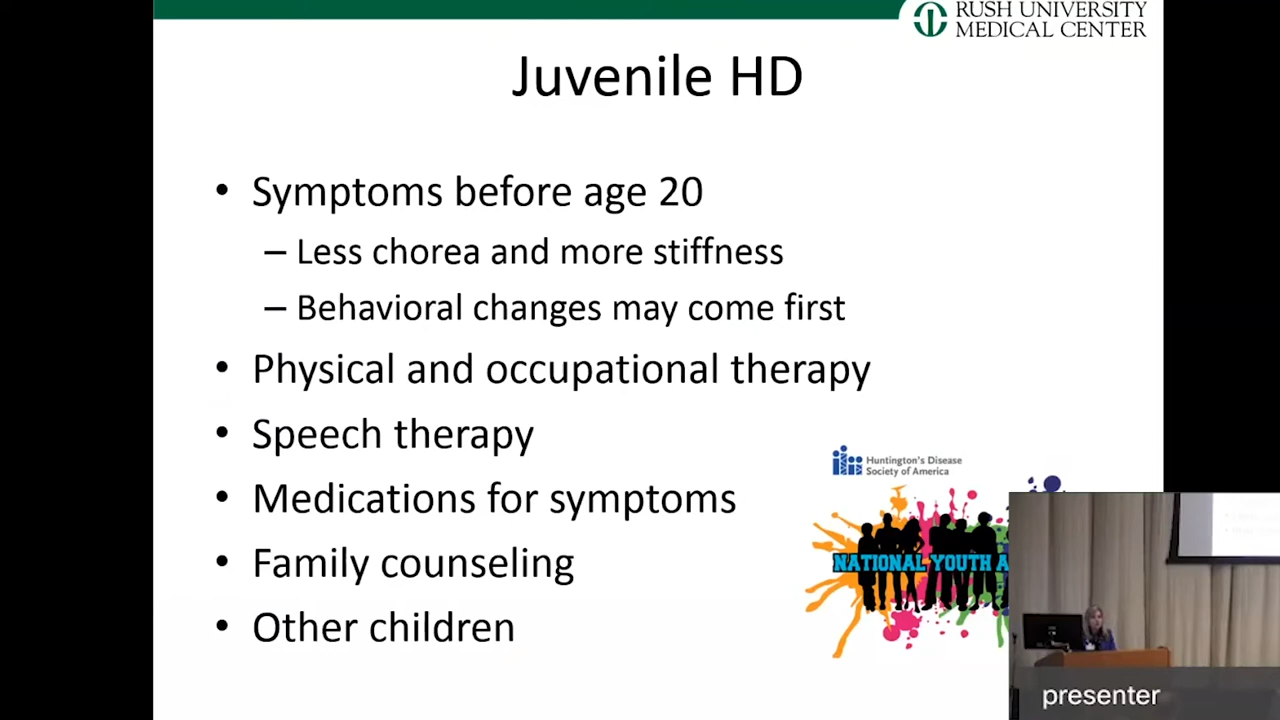 RUSH UNIVERSITY
MEDICAL CENTER
Juvenile HD
• Symptoms before age 20
– Less chorea and more stiffness
– Behavioral changes may come first
• Physical and occupational therapy
• Speech therapy
• Medications for symptoms
• Family counseling
• Other children
Huntington's Disease
Society of America
NATIONAL YOUTH A
presenter